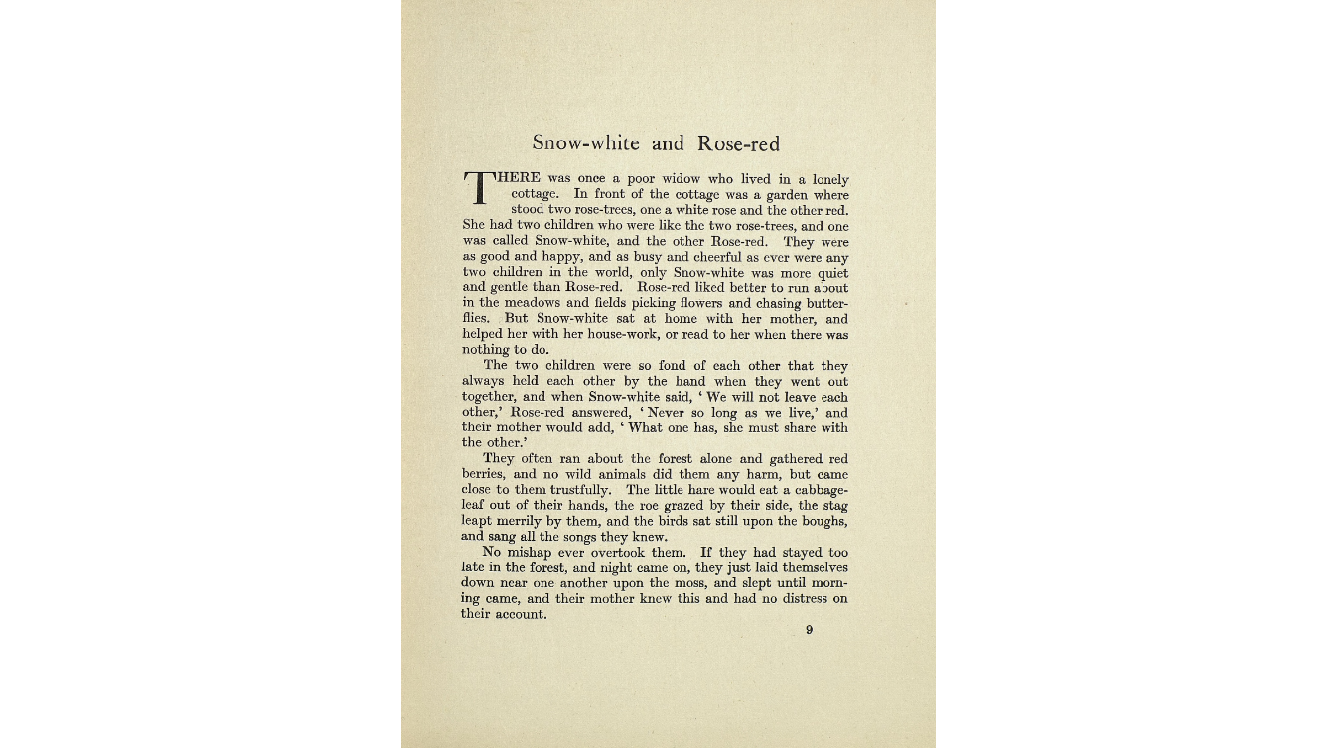 Snow-white and Rose-red
THERE was once a poor widow who lived in a lonely
cottage. In front of the cottage was a garden where
stood two rose-trees, one a white rose and the other red.
She had two children who were like the two rose-trees, and one
was called Snow-white, and the other Rose-red. They were
as good and happy, and as busy and cheerful as ever were any
two children in the world, only Snow-white was more quiet
and gentle than Rose-red. Rose-red liked better to run about
in the meadows and fields picking flowers and chasing butter-
flies. But Snow-white sat at home with her mother, and
helped her with her house-work, or read to her when there was
nothing to do.
The two children were so fond of each other that they
always held each other by the hand when they went out
together, and when Snow-white said, ‘ We will not leave each
other,’ Rose-red answered, ‘ Never so long as we live,’ and
their mother would add, ‘ What one has, she must share with
the other.’
They often ran about the forest alone and gathered red
berries, and no wild animals did them any harm, but came
close to them trustfully. The little hare would eat a cabbage-
leaf out of their hands, the roe grazed by their side, the stag
leapt merrily by them, and the birds sat still upon the boughs,
and sang all the songs they knew.
No mishap ever overtook them. If they had stayed too
late in the forest, and night came on, they just laid themselves
down near one another upon the moss, and slept until morn-
ing came, and their mother knew this and had no distress on
their account.
9